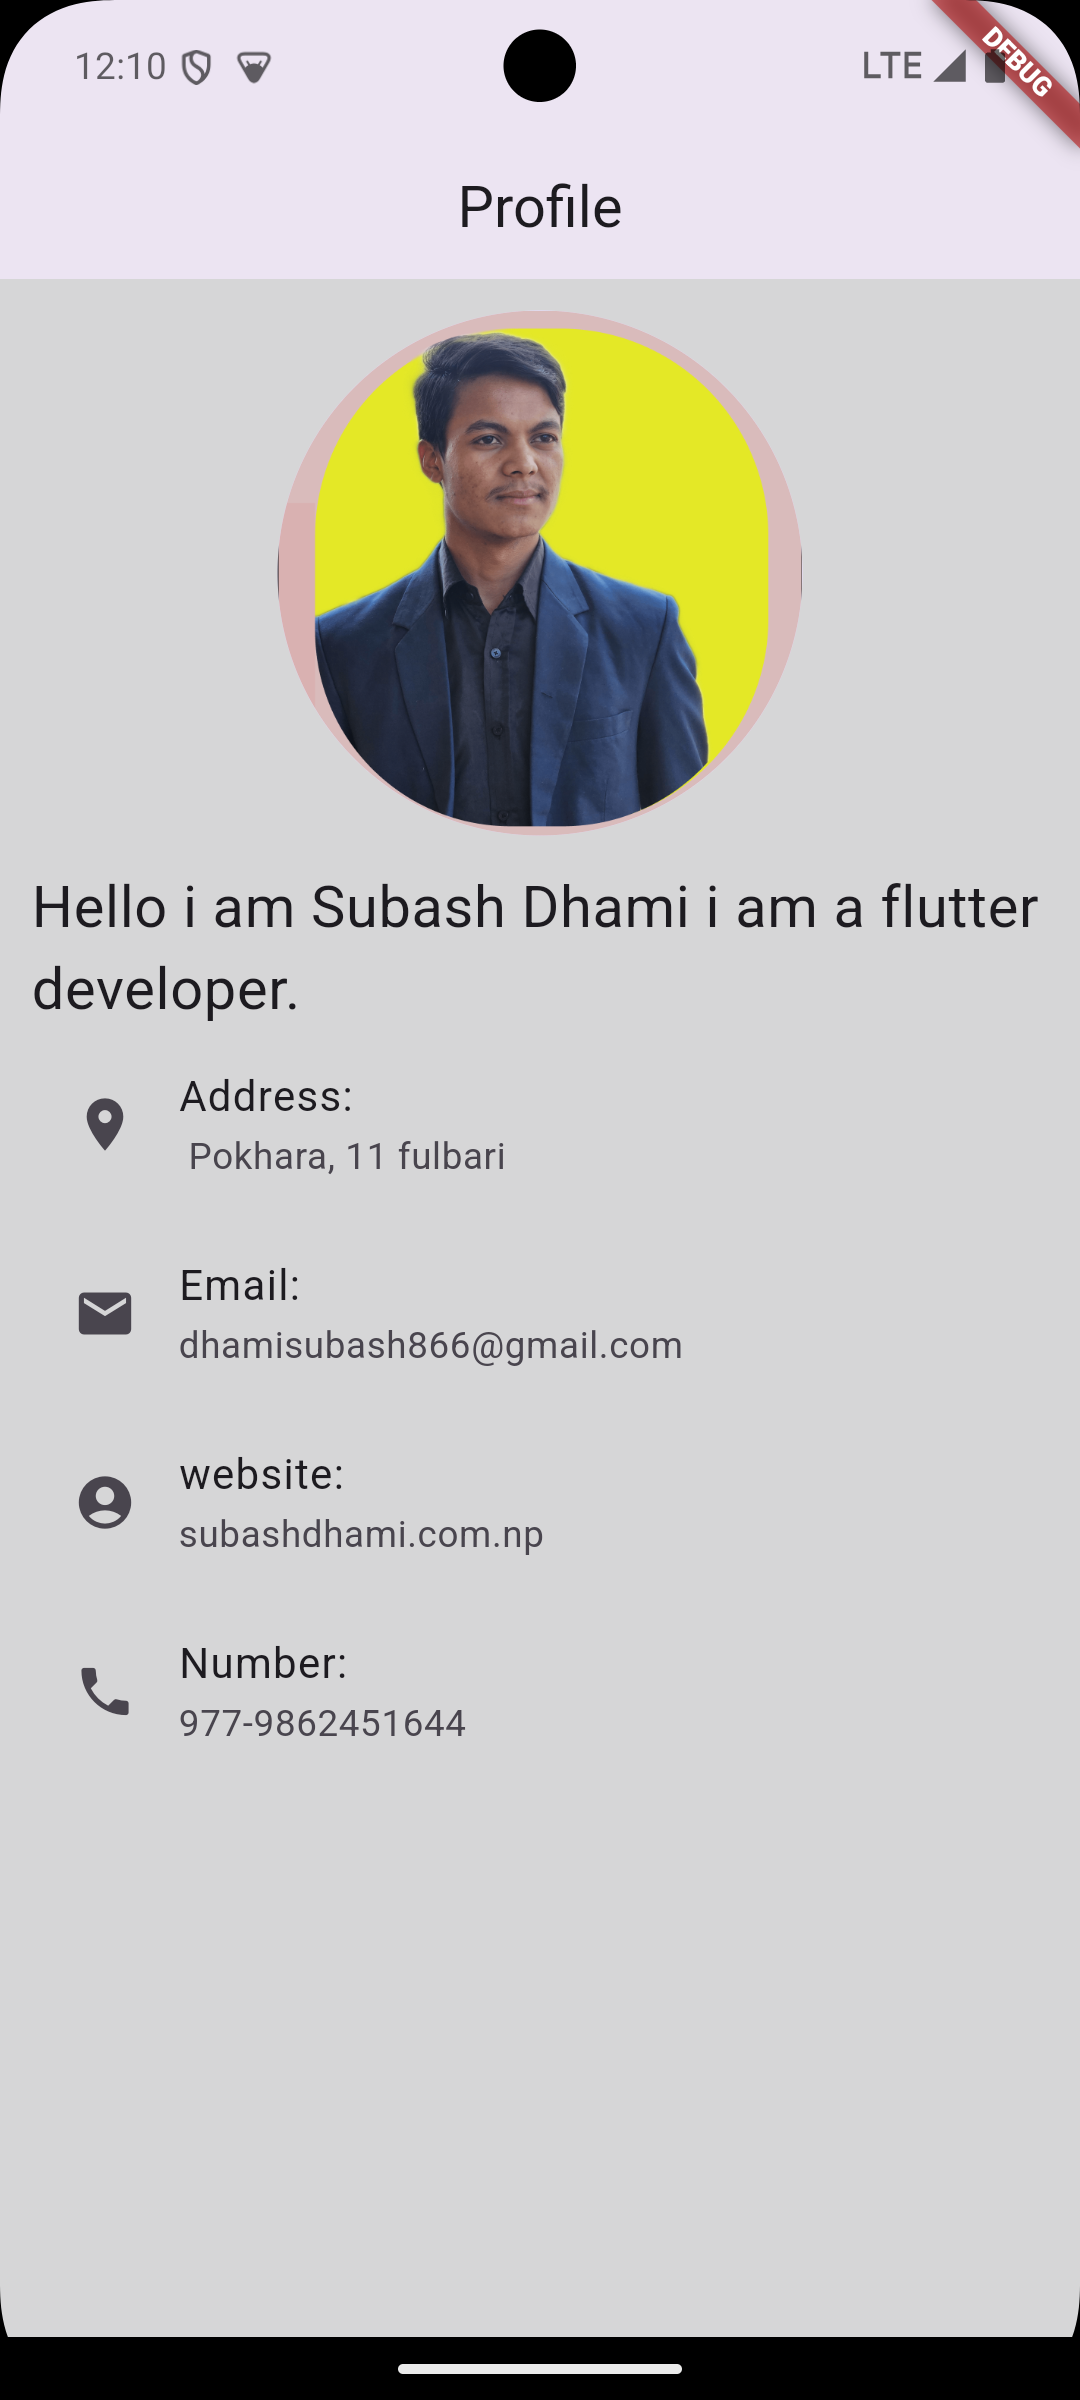 12:10
LTE
DEBUG
Profile
Hello i am Subash Dhami i am a flutter
developer.
Address:
Pokhara, 11 fulbari
Email:
dhamisubash866@gmail.com
website:
subashdhami.com.np
Number:
977-9862451644